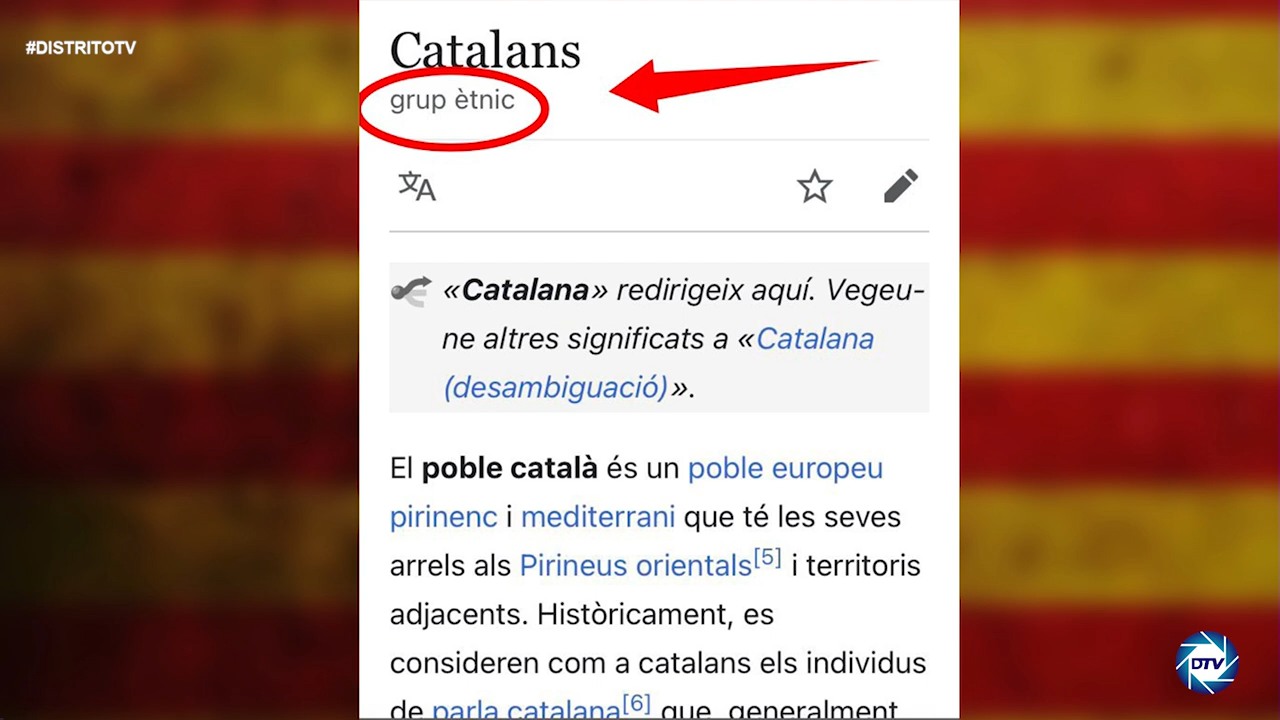 #DISTRITOTV
Catalans
grup ètnic
«Catalana» redirigeix aquí. Vegeu-
ne altres significats a «Catalana
(desambiguació)».
El poble català és un poble europeu
pirinenc i mediterrani que té les seves
arrels als Pirineus orientals[5] i territoris
adjacents. Històricament, es
consideren com a catalans els individus
de parla catalana[6] que, generalment
DTV